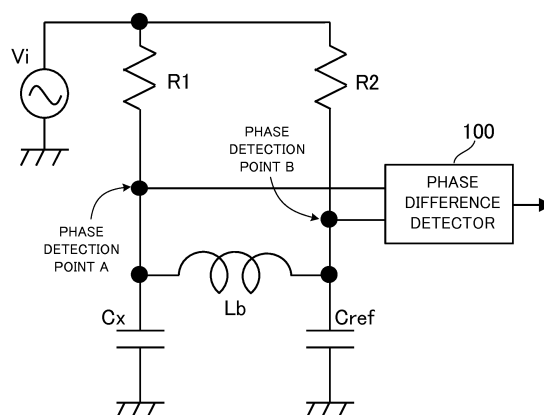 Vi
R1
R2
100
PHASE
DETECTION
POINT B
PHASE
DIFFERENCE
DETECTOR
PHASE
DETECTION
POINT A
Lb
Cx
Cref